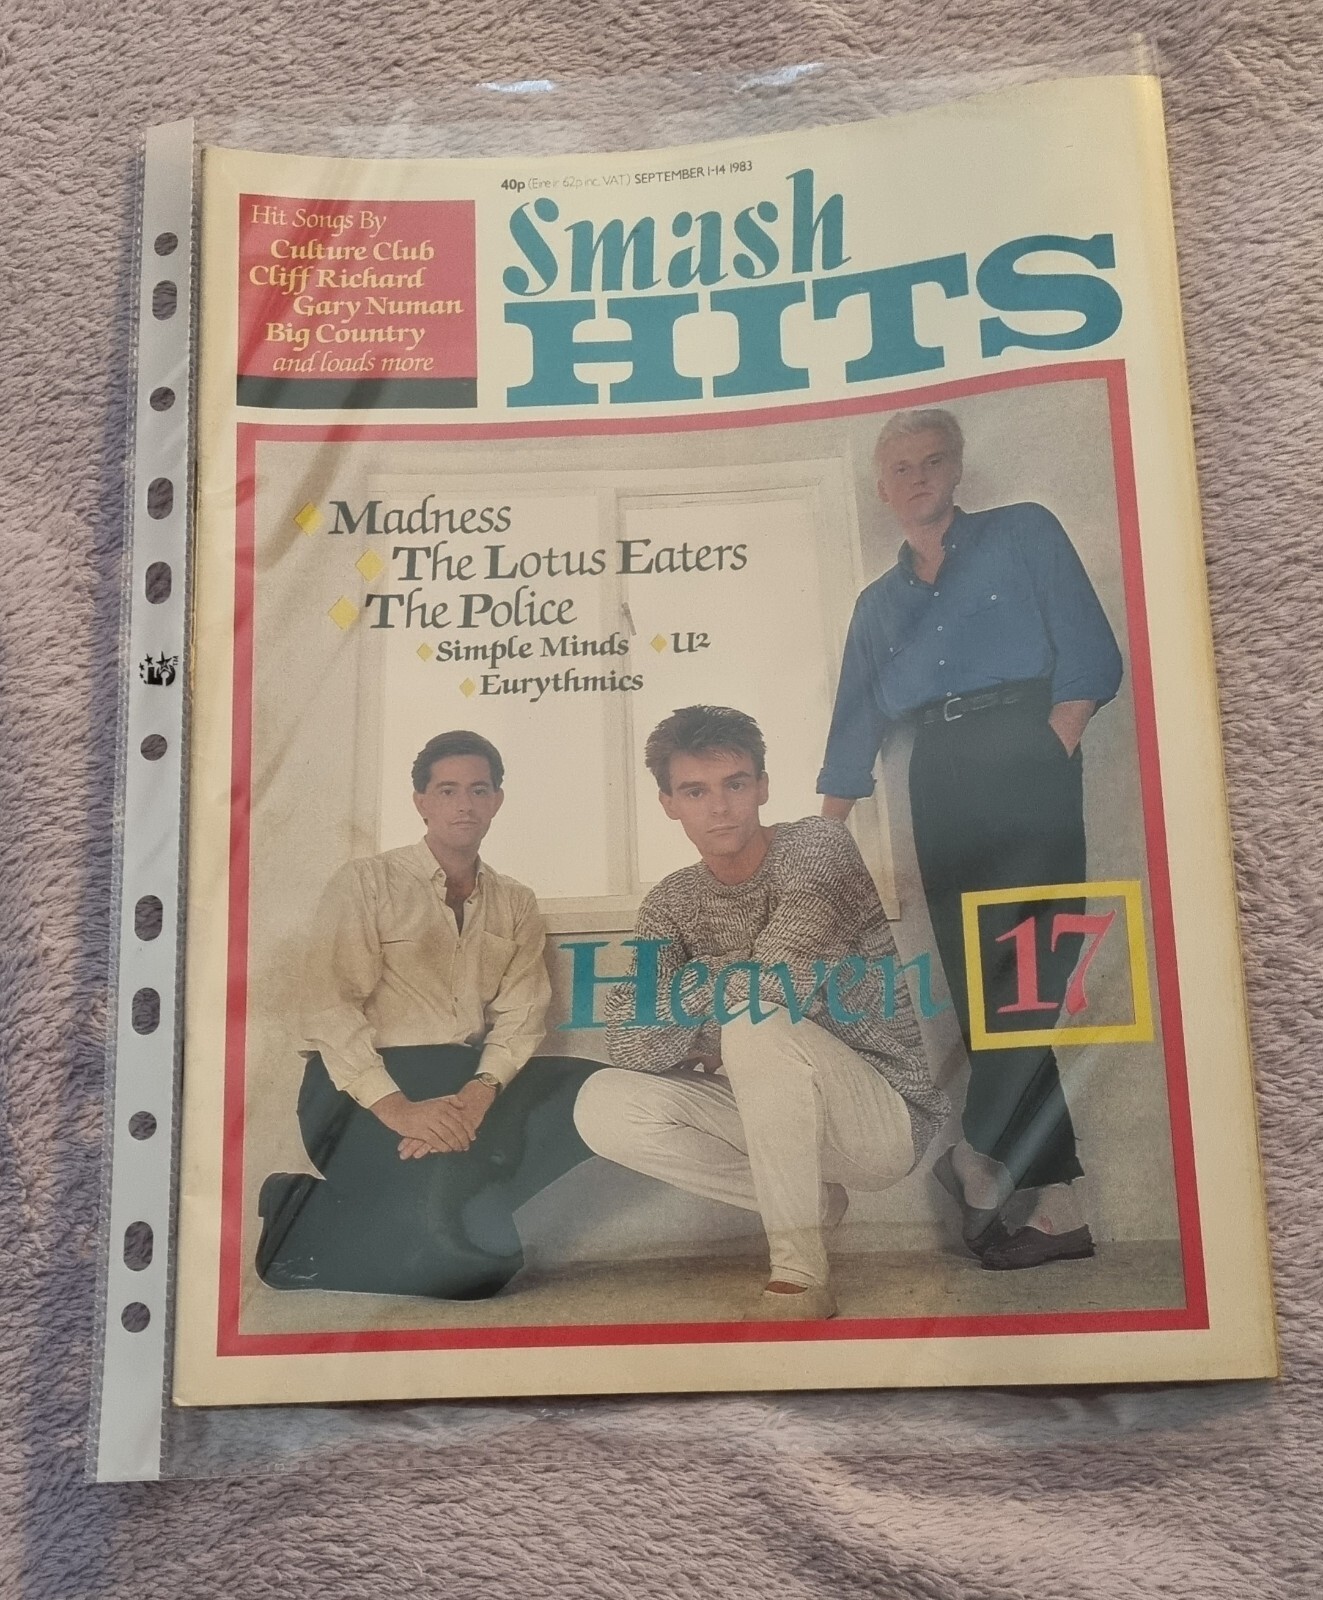 40p (Eire ir 62p inc. VAT) SEPTEMBER 1-14 1983
Smash
HITS
Hit Songs By
Culture Club
Cliff Richard
Gary Numan
Big Country
and loads more
Madness
The Lotus Eaters
The Police
Simple Minds U2
Eurythmics
Heaven 17